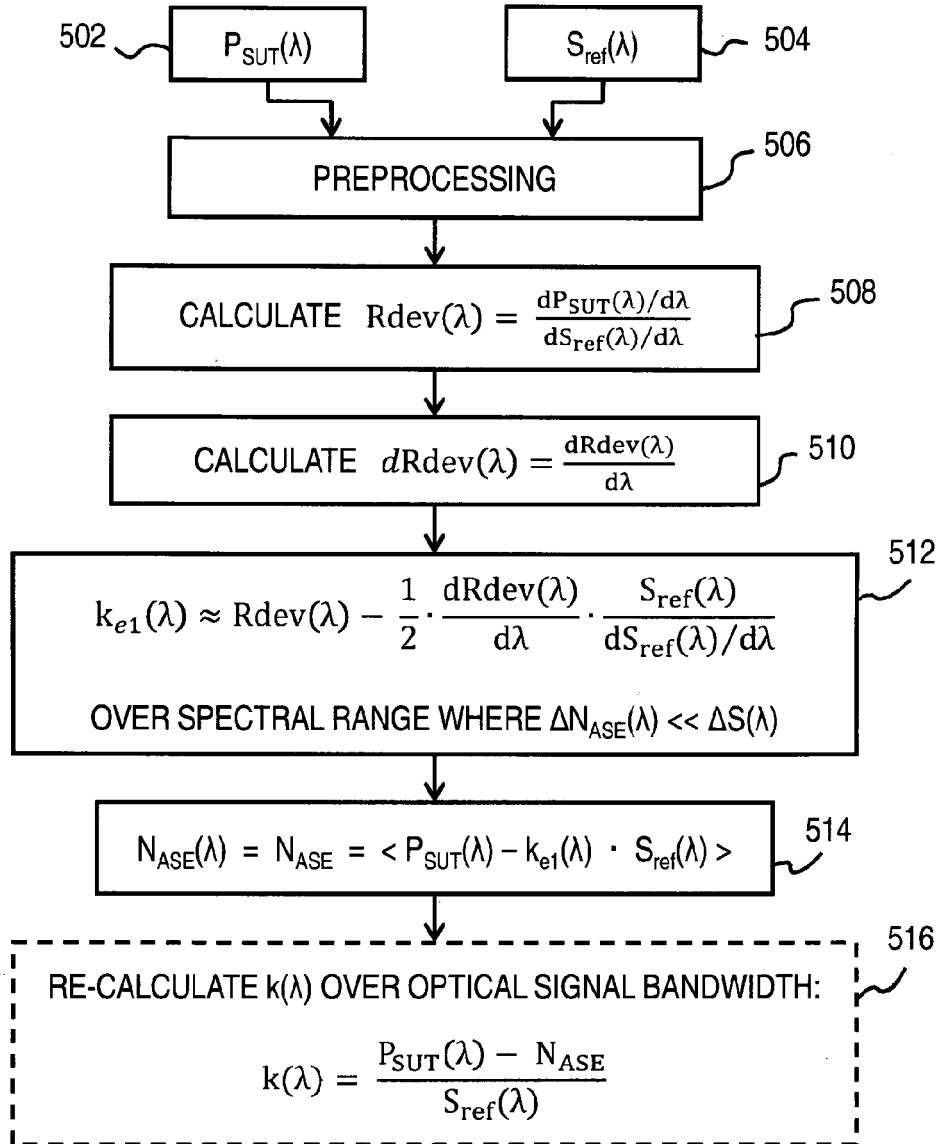 502
P_SUT(λ)
S_ref(λ)
504
PREPROCESSING
506
CALCULATE Rdev(λ) = dP_SUT(λ)/dλ / dS_ref(λ)/dλ
508
CALCULATE dRdev(λ) = dRdev(λ) / dλ
510
512
k_e1(λ) ≈ Rdev(λ) − 1/2 · dRdev(λ)/dλ · S_ref(λ) / dS_ref(λ)/dλ
OVER SPECTRAL RANGE WHERE ΔN_ASE(λ) << ΔS(λ)
514
N_ASE(λ) = N_ASE = < P_SUT(λ) – k_e1(λ) · S_ref(λ) >
516
RE-CALCULATE k(λ) OVER OPTICAL SIGNAL BANDWIDTH:
k(λ) = P_SUT(λ) − N_ASE / S_ref(λ)